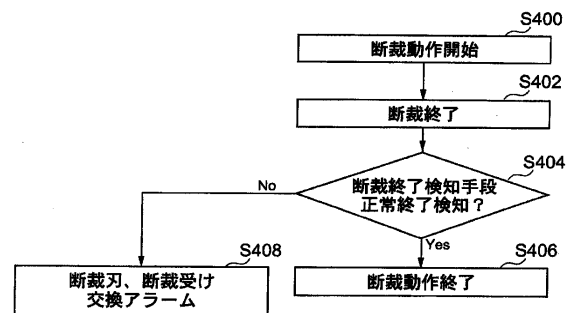 S400
断裁動作開始
S402
断裁終了
S404
断裁終了検知手段
正常終了検知？
No
Yes
S406
断裁動作終了
S408
断裁刃、断裁受け
交換アラーム